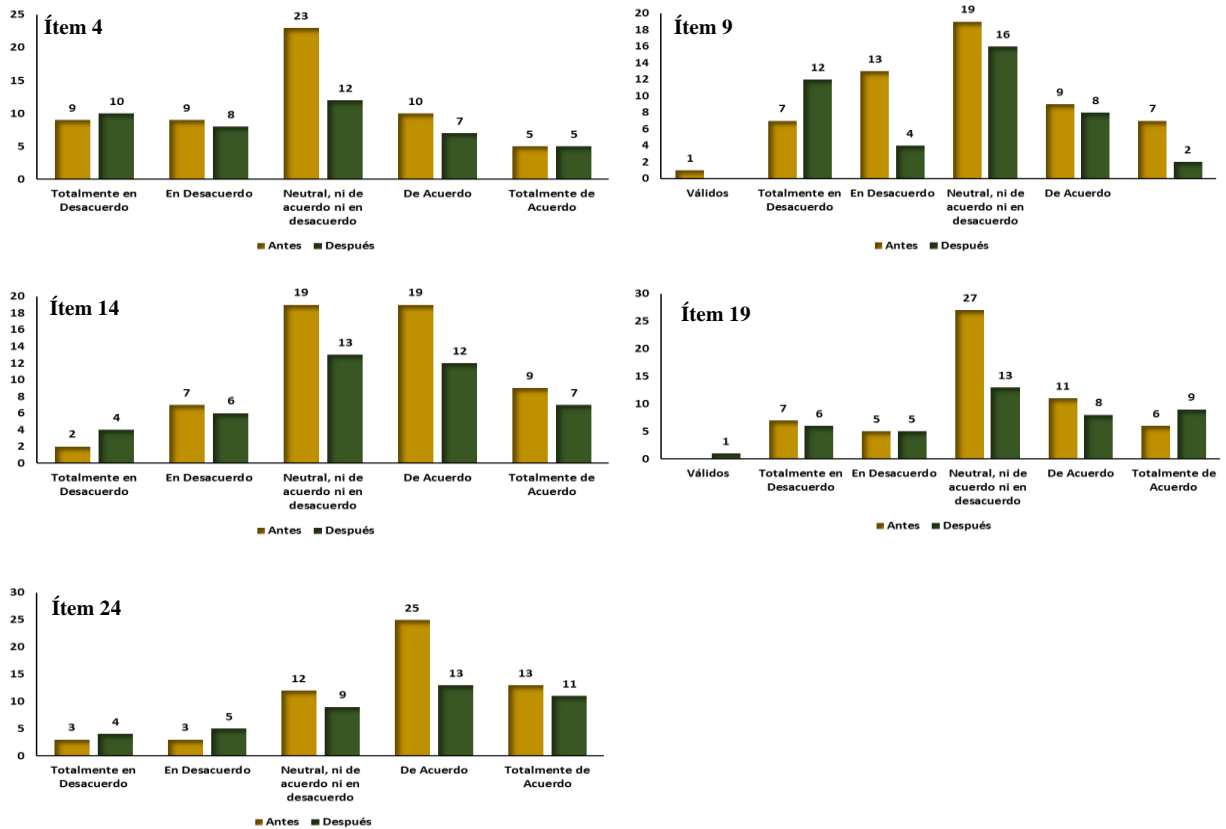 Ítem 4
25
20
15
10
5
0
9 10 9 8 23 12 10 7 5 5
Totalmente en
Desacuerdo
En Desacuerdo
Neutral, ni de
acuerdo ni en
desacuerdo
De Acuerdo
Totalmente de
Acuerdo
Antes Después
Ítem 9
20
18
16
14
12
10
8
6
4
2
0
1 7 12 13 4 19 16 9 8 7 2
Válidos
Totalmente en
Desacuerdo
En Desacuerdo
Neutral, ni de
acuerdo ni en
desacuerdo
De Acuerdo
Antes Después
Ítem 14
20
18
16
14
12
10
8
6
4
2
0
2 4 7 6 19 13 19 12 9 7
Totalmente en
Desacuerdo
En Desacuerdo
Neutral, ni de
acuerdo ni en
desacuerdo
De Acuerdo
Totalmente de
Acuerdo
Antes Después
Ítem 19
30
25
20
15
10
5
0
1 7 6 5 5 27 13 11 8 6 9
Válidos
Totalmente en
Desacuerdo
En Desacuerdo
Neutral, ni de
acuerdo ni en
desacuerdo
De Acuerdo
Totalmente de
Acuerdo
Antes Después
Ítem 24
30
25
20
15
10
5
0
3 4 3 5 12 9 25 13 13 11
Totalmente en
Desacuerdo
En Desacuerdo
Neutral, ni de
acuerdo ni en
desacuerdo
De Acuerdo
Totalmente de
Acuerdo
Antes Después